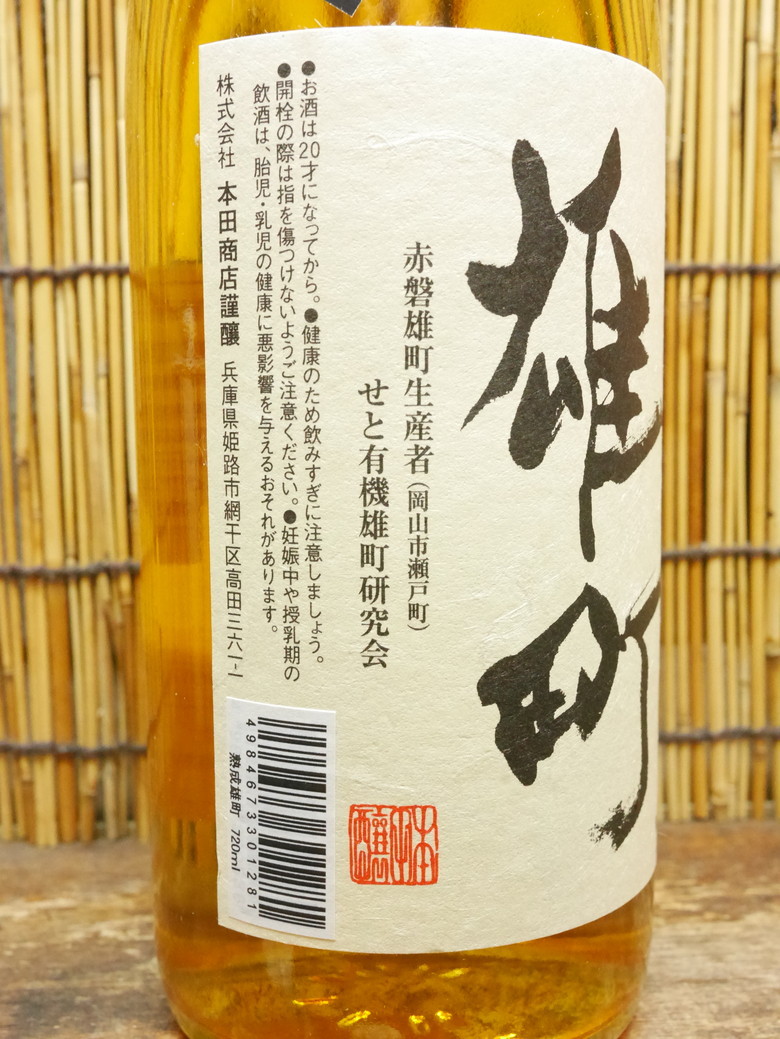 雄町
赤磐雄町生産者（岡山市瀬戸町）
せと有機雄町研究会
●お酒は20才になってから。●健康のため飲みすぎに注意しましょう。
●開栓の際は指を傷つけないようご注意ください。●妊娠中や授乳期の
飲酒は、胎児・乳児の健康に悪影響を与えるおそれがあります。
株式会社 本田商店謹醸 兵庫県姫路市網干区高田三六一-一
4984673301281
熟成雄町 720ml